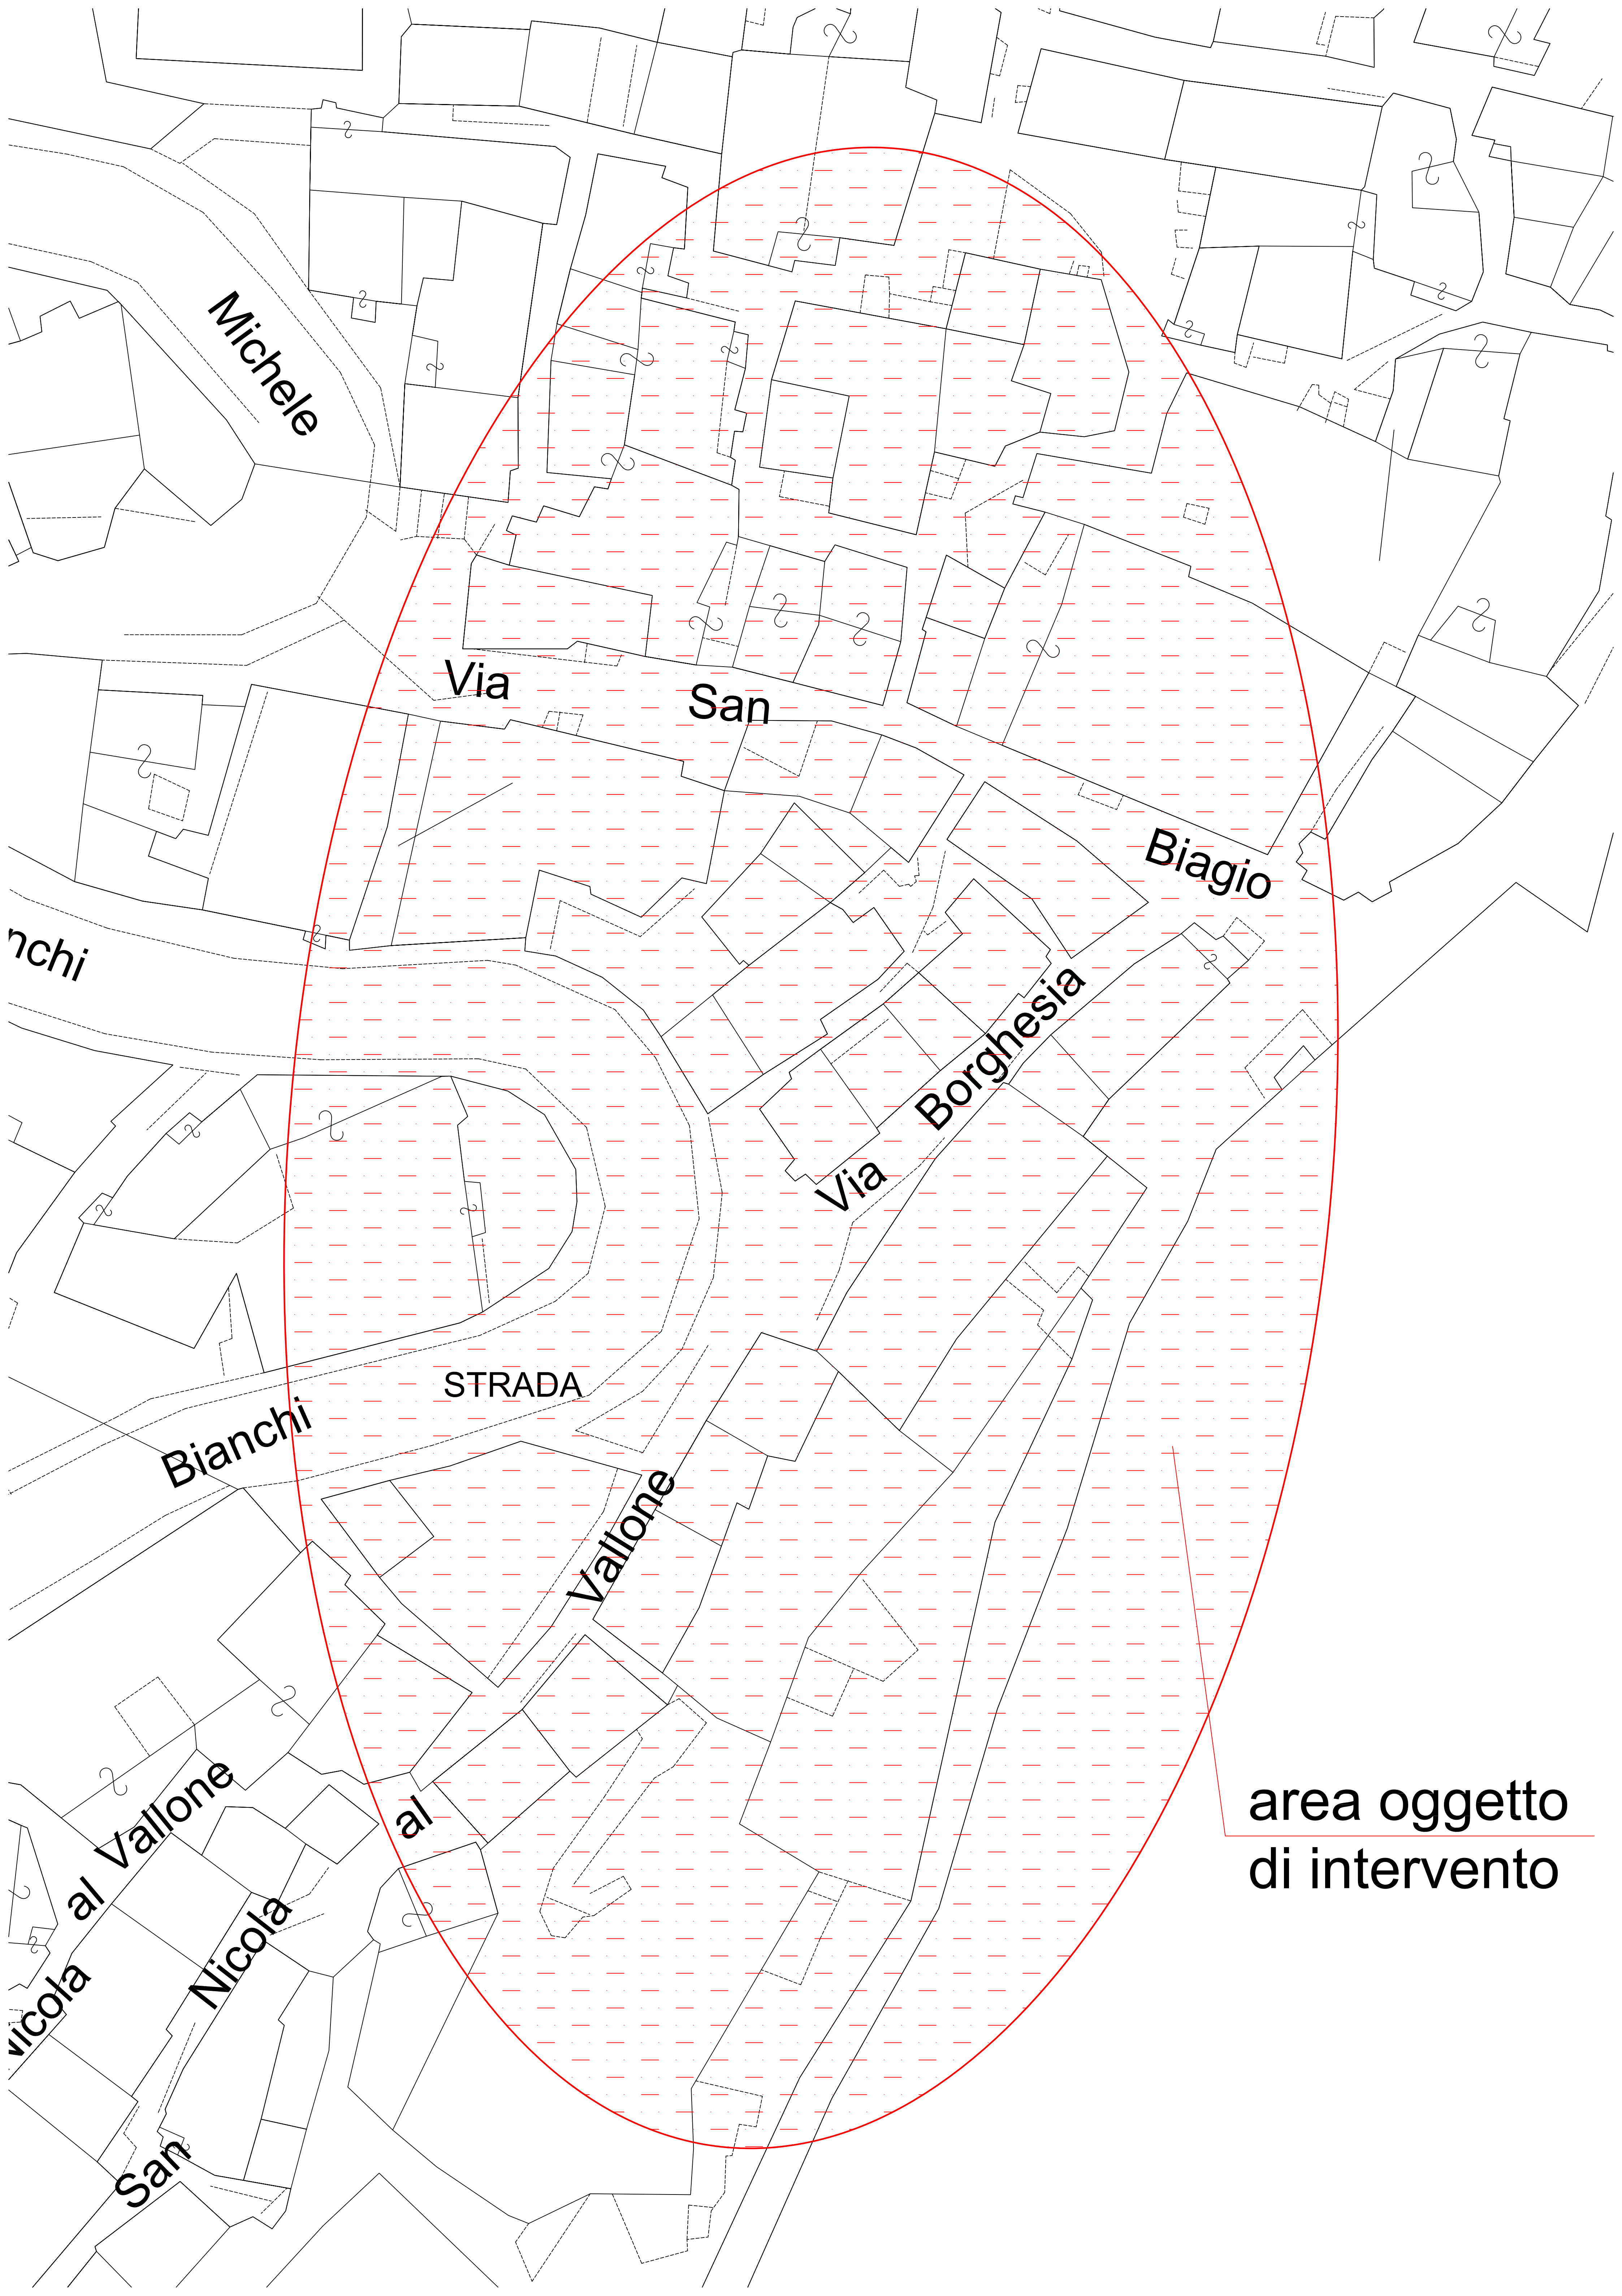 Michele
Via San Biagio
nchi
Via Borghesia
STRADA
Bianchi
Vallone
al
al Vallone
Nicola
Nicola
San
area oggetto
di intervento